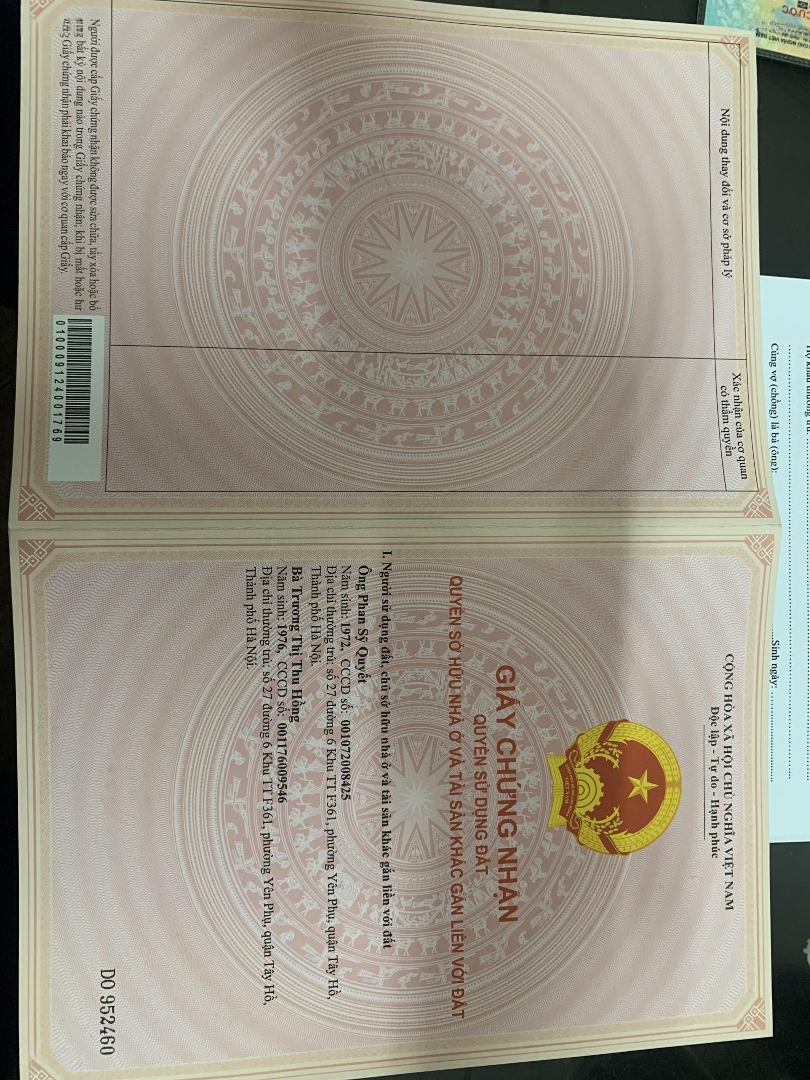 CỘNG HÒA XÃ HỘI CHỦ NGHĨA VIỆT NAM
Độc lập - Tự do - Hạnh phúc
GIẤY CHỨNG NHẬN
QUYỀN SỬ DỤNG ĐẤT
QUYỀN SỞ HỮU NHÀ Ở VÀ TÀI SẢN KHÁC GẮN LIỀN VỚI ĐẤT
I. Người sử dụng đất, chủ sở hữu nhà ở và tài sản khác gắn liền với đất
Ông Phan Sỹ Quyết
Năm sinh: 1972, CCCD số: 001072008425
Địa chỉ thường trú: số 27 đường 6 Khu TT F361, phường Yên Phụ, quận Tây Hồ,
Thành phố Hà Nội.
Bà Trương Thị Thu Hồng
Năm sinh: 1976, CCCD số: 001176009546
Địa chỉ thường trú: số 27 đường 6 Khu TT F361, phường Yên Phụ, quận Tây Hồ,
Thành phố Hà Nội.
DO 952460
Nội dung thay đổi và cơ sở pháp lý
Xác nhận của cơ quan
có thẩm quyền
Người được cấp Giấy chứng nhận không được sửa chữa, tẩy xóa hoặc bổ
sung bất kỳ nội dung nào trong Giấy chứng nhận; khi bị mất hoặc hư
hỏng Giấy chứng nhận phải khai báo ngay với cơ quan cấp Giấy.
010009124001769
Cùng vợ (chồng) là bà (ông):
Sinh ngày: